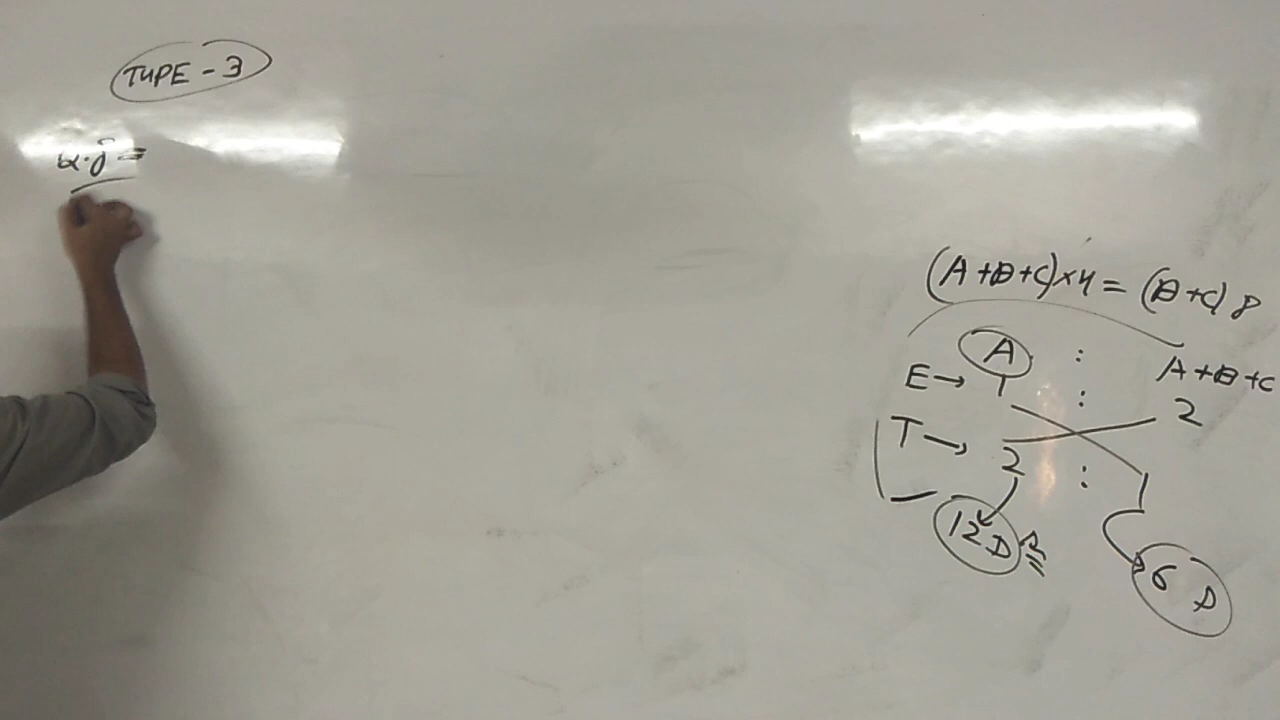 TYPE - 3
Q.j =
(A+B+C)×4 = (B+C) 8
E→ A : A+B+C
1 : 2
T→ 2 : 1
12 D 6 D